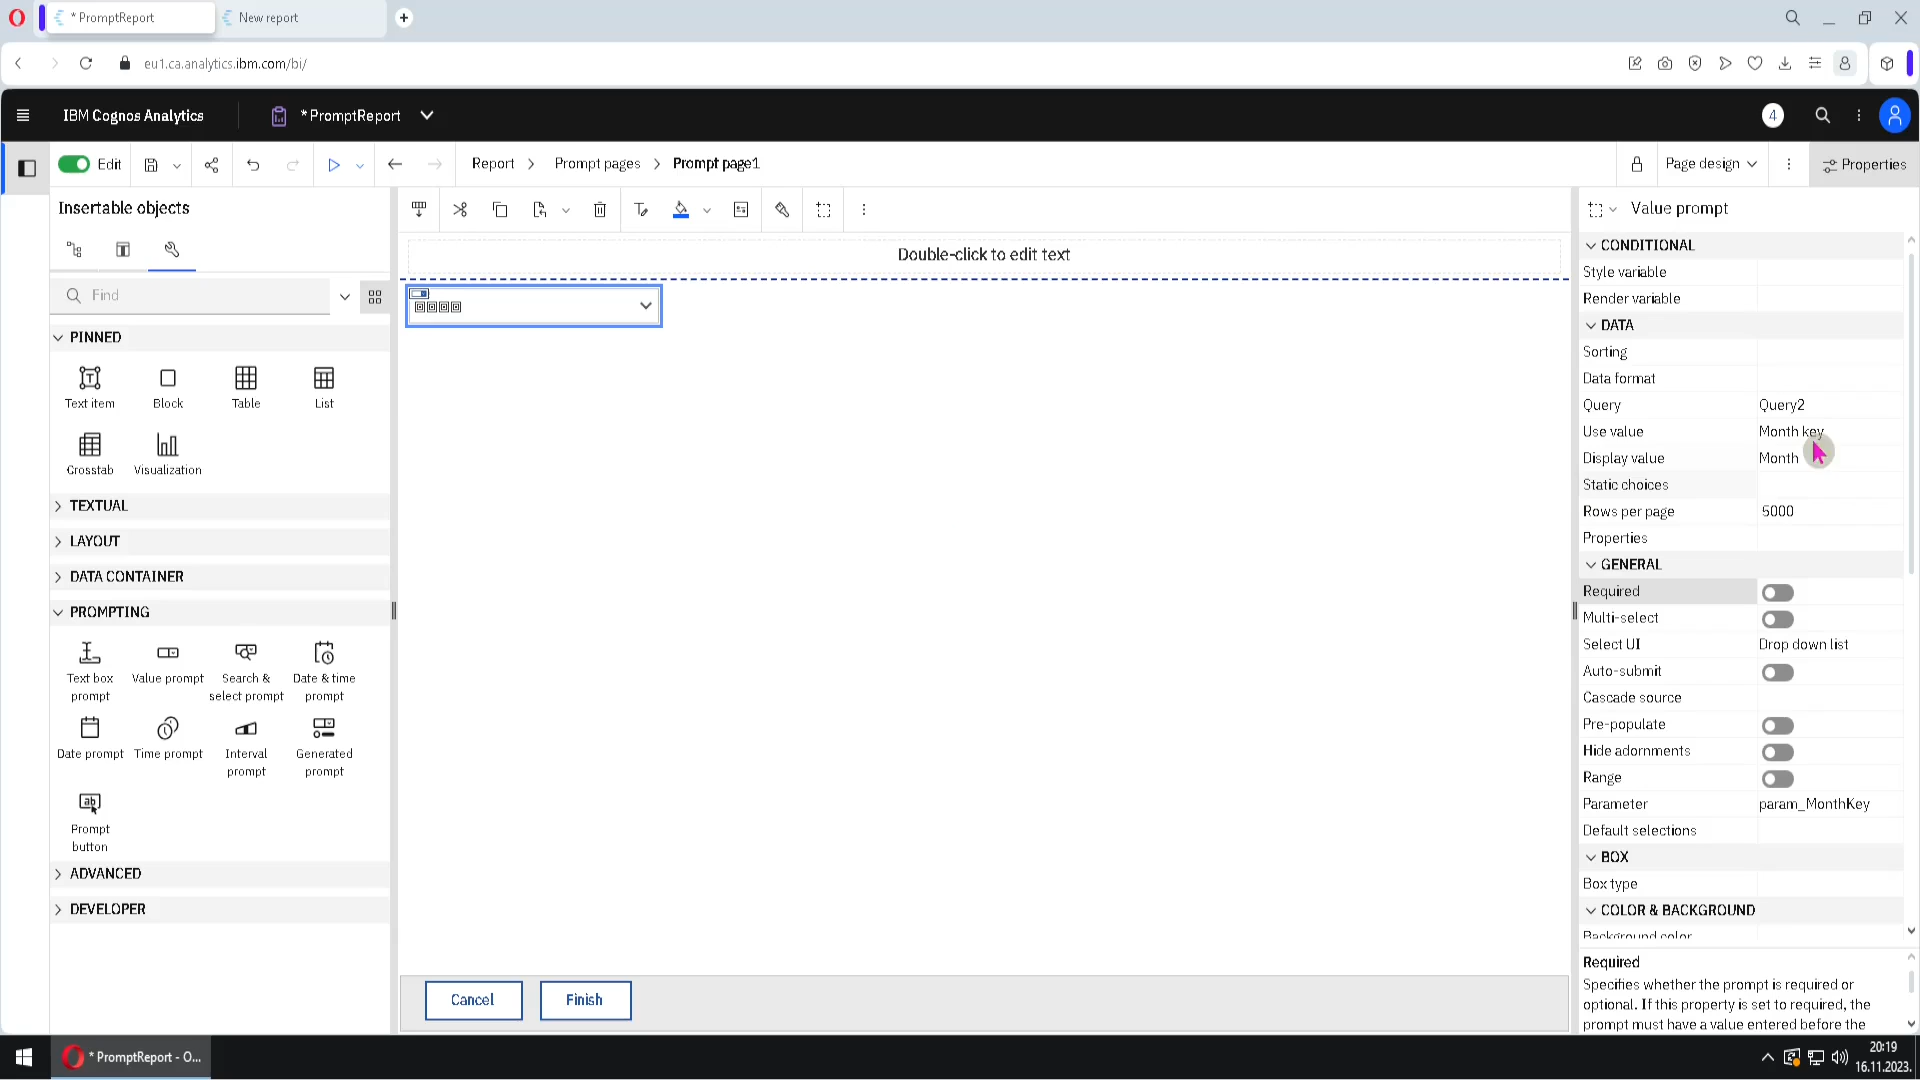 * PromptReport
New report
eu1.ca.analytics.ibm.com/bi/
IBM Cognos Analytics
* PromptReport
4
Edit
Report
Prompt pages
Prompt page1
Page design
Properties
Insertable objects
Find
PINNED
Text item
Block
Table
List
Crosstab
Visualization
TEXTUAL
LAYOUT
DATA CONTAINER
PROMPTING
Text box prompt
Value prompt
Search & select prompt
Date & time prompt
Date prompt
Time prompt
Interval prompt
Generated prompt
Prompt button
ADVANCED
DEVELOPER
Double-click to edit text
Cancel
Finish
Value prompt
CONDITIONAL
Style variable
Render variable
DATA
Sorting
Data format
Query Query2
Use value Month key
Display value Month
Static choices
Rows per page 5000
Properties
GENERAL
Required
Multi-select
Select UI Drop down list
Auto-submit
Cascade source
Pre-populate
Hide adornments
Range
Parameter param_MonthKey
Default selections
BOX
Box type
COLOR & BACKGROUND
Background color
Required
Specifies whether the prompt is required or
optional. If this property is set to required, the
prompt must have a value entered before the
* PromptReport - O...
20:19
16.11.2023.